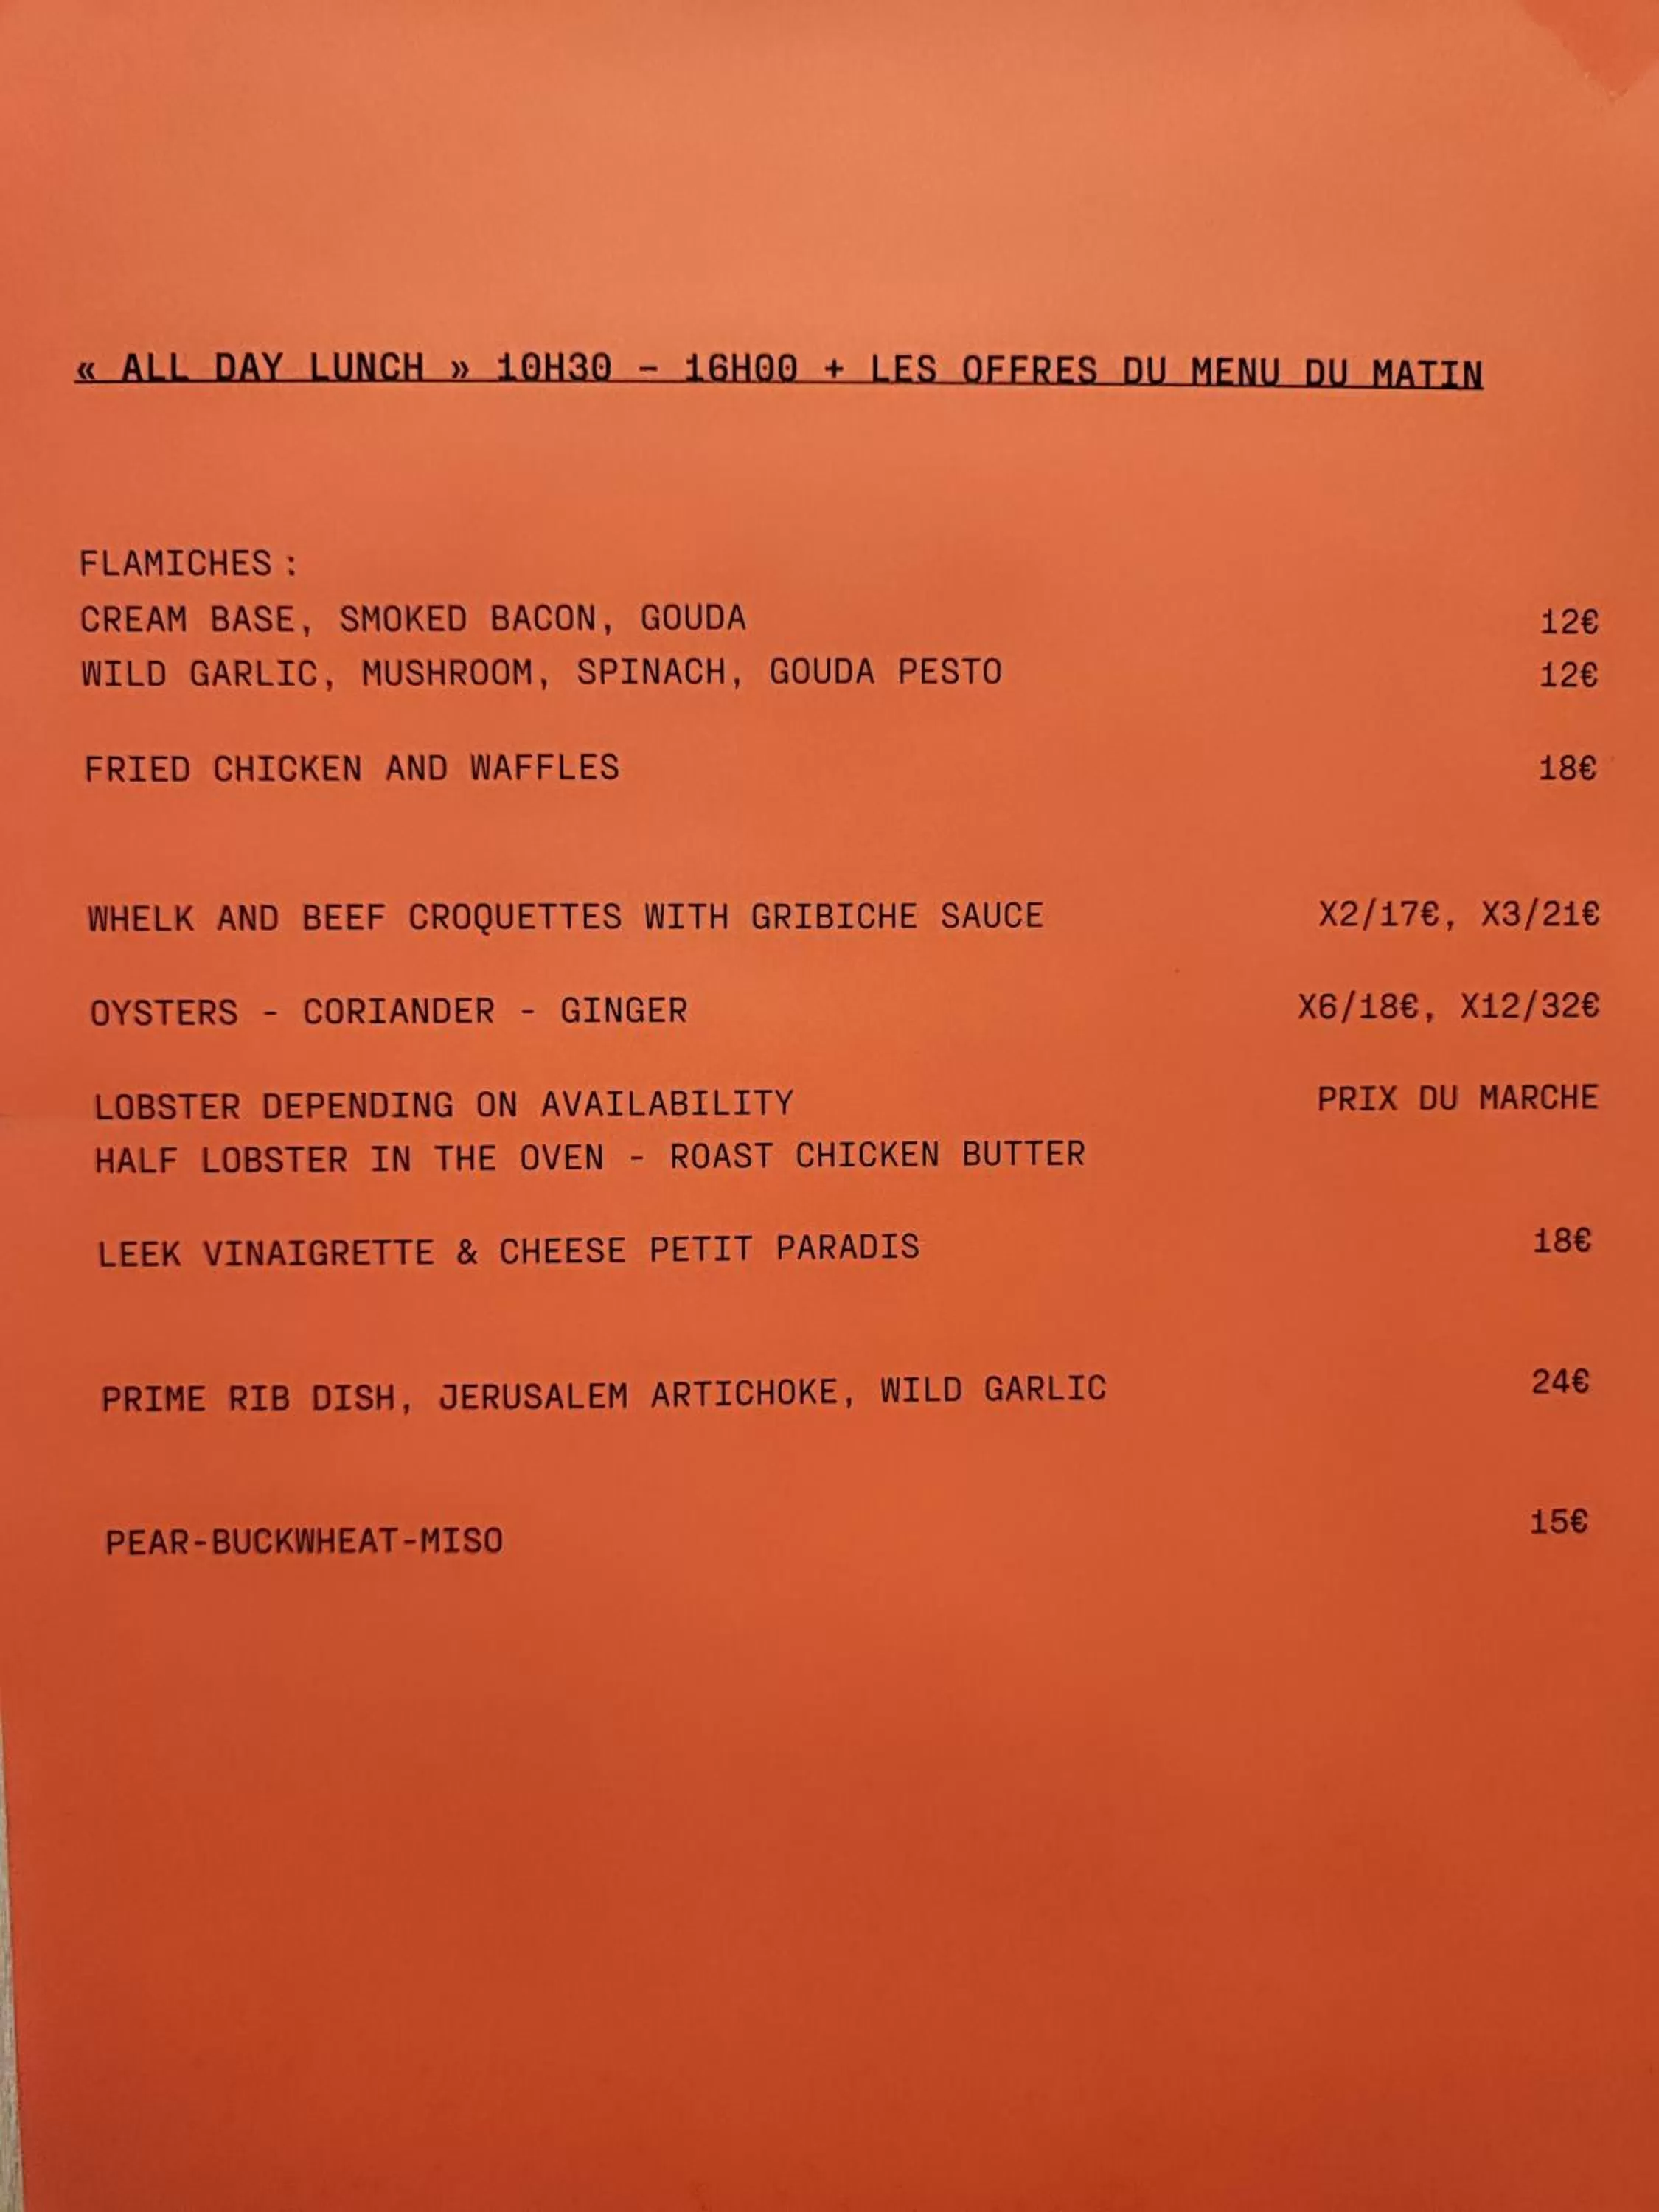 « ALL DAY LUNCH » 10H30 – 16H00 + LES OFFRES DU MENU DU MATIN
FLAMICHES :
CREAM BASE, SMOKED BACON, GOUDA 12€
WILD GARLIC, MUSHROOM, SPINACH, GOUDA PESTO 12€
FRIED CHICKEN AND WAFFLES 18€
WHELK AND BEEF CROQUETTES WITH GRIBICHE SAUCE X2/17€, X3/21€
OYSTERS - CORIANDER - GINGER X6/18€, X12/32€
LOBSTER DEPENDING ON AVAILABILITY PRIX DU MARCHE
HALF LOBSTER IN THE OVEN - ROAST CHICKEN BUTTER
LEEK VINAIGRETTE & CHEESE PETIT PARADIS 18€
PRIME RIB DISH, JERUSALEM ARTICHOKE, WILD GARLIC 24€
PEAR-BUCKWHEAT-MISO 15€